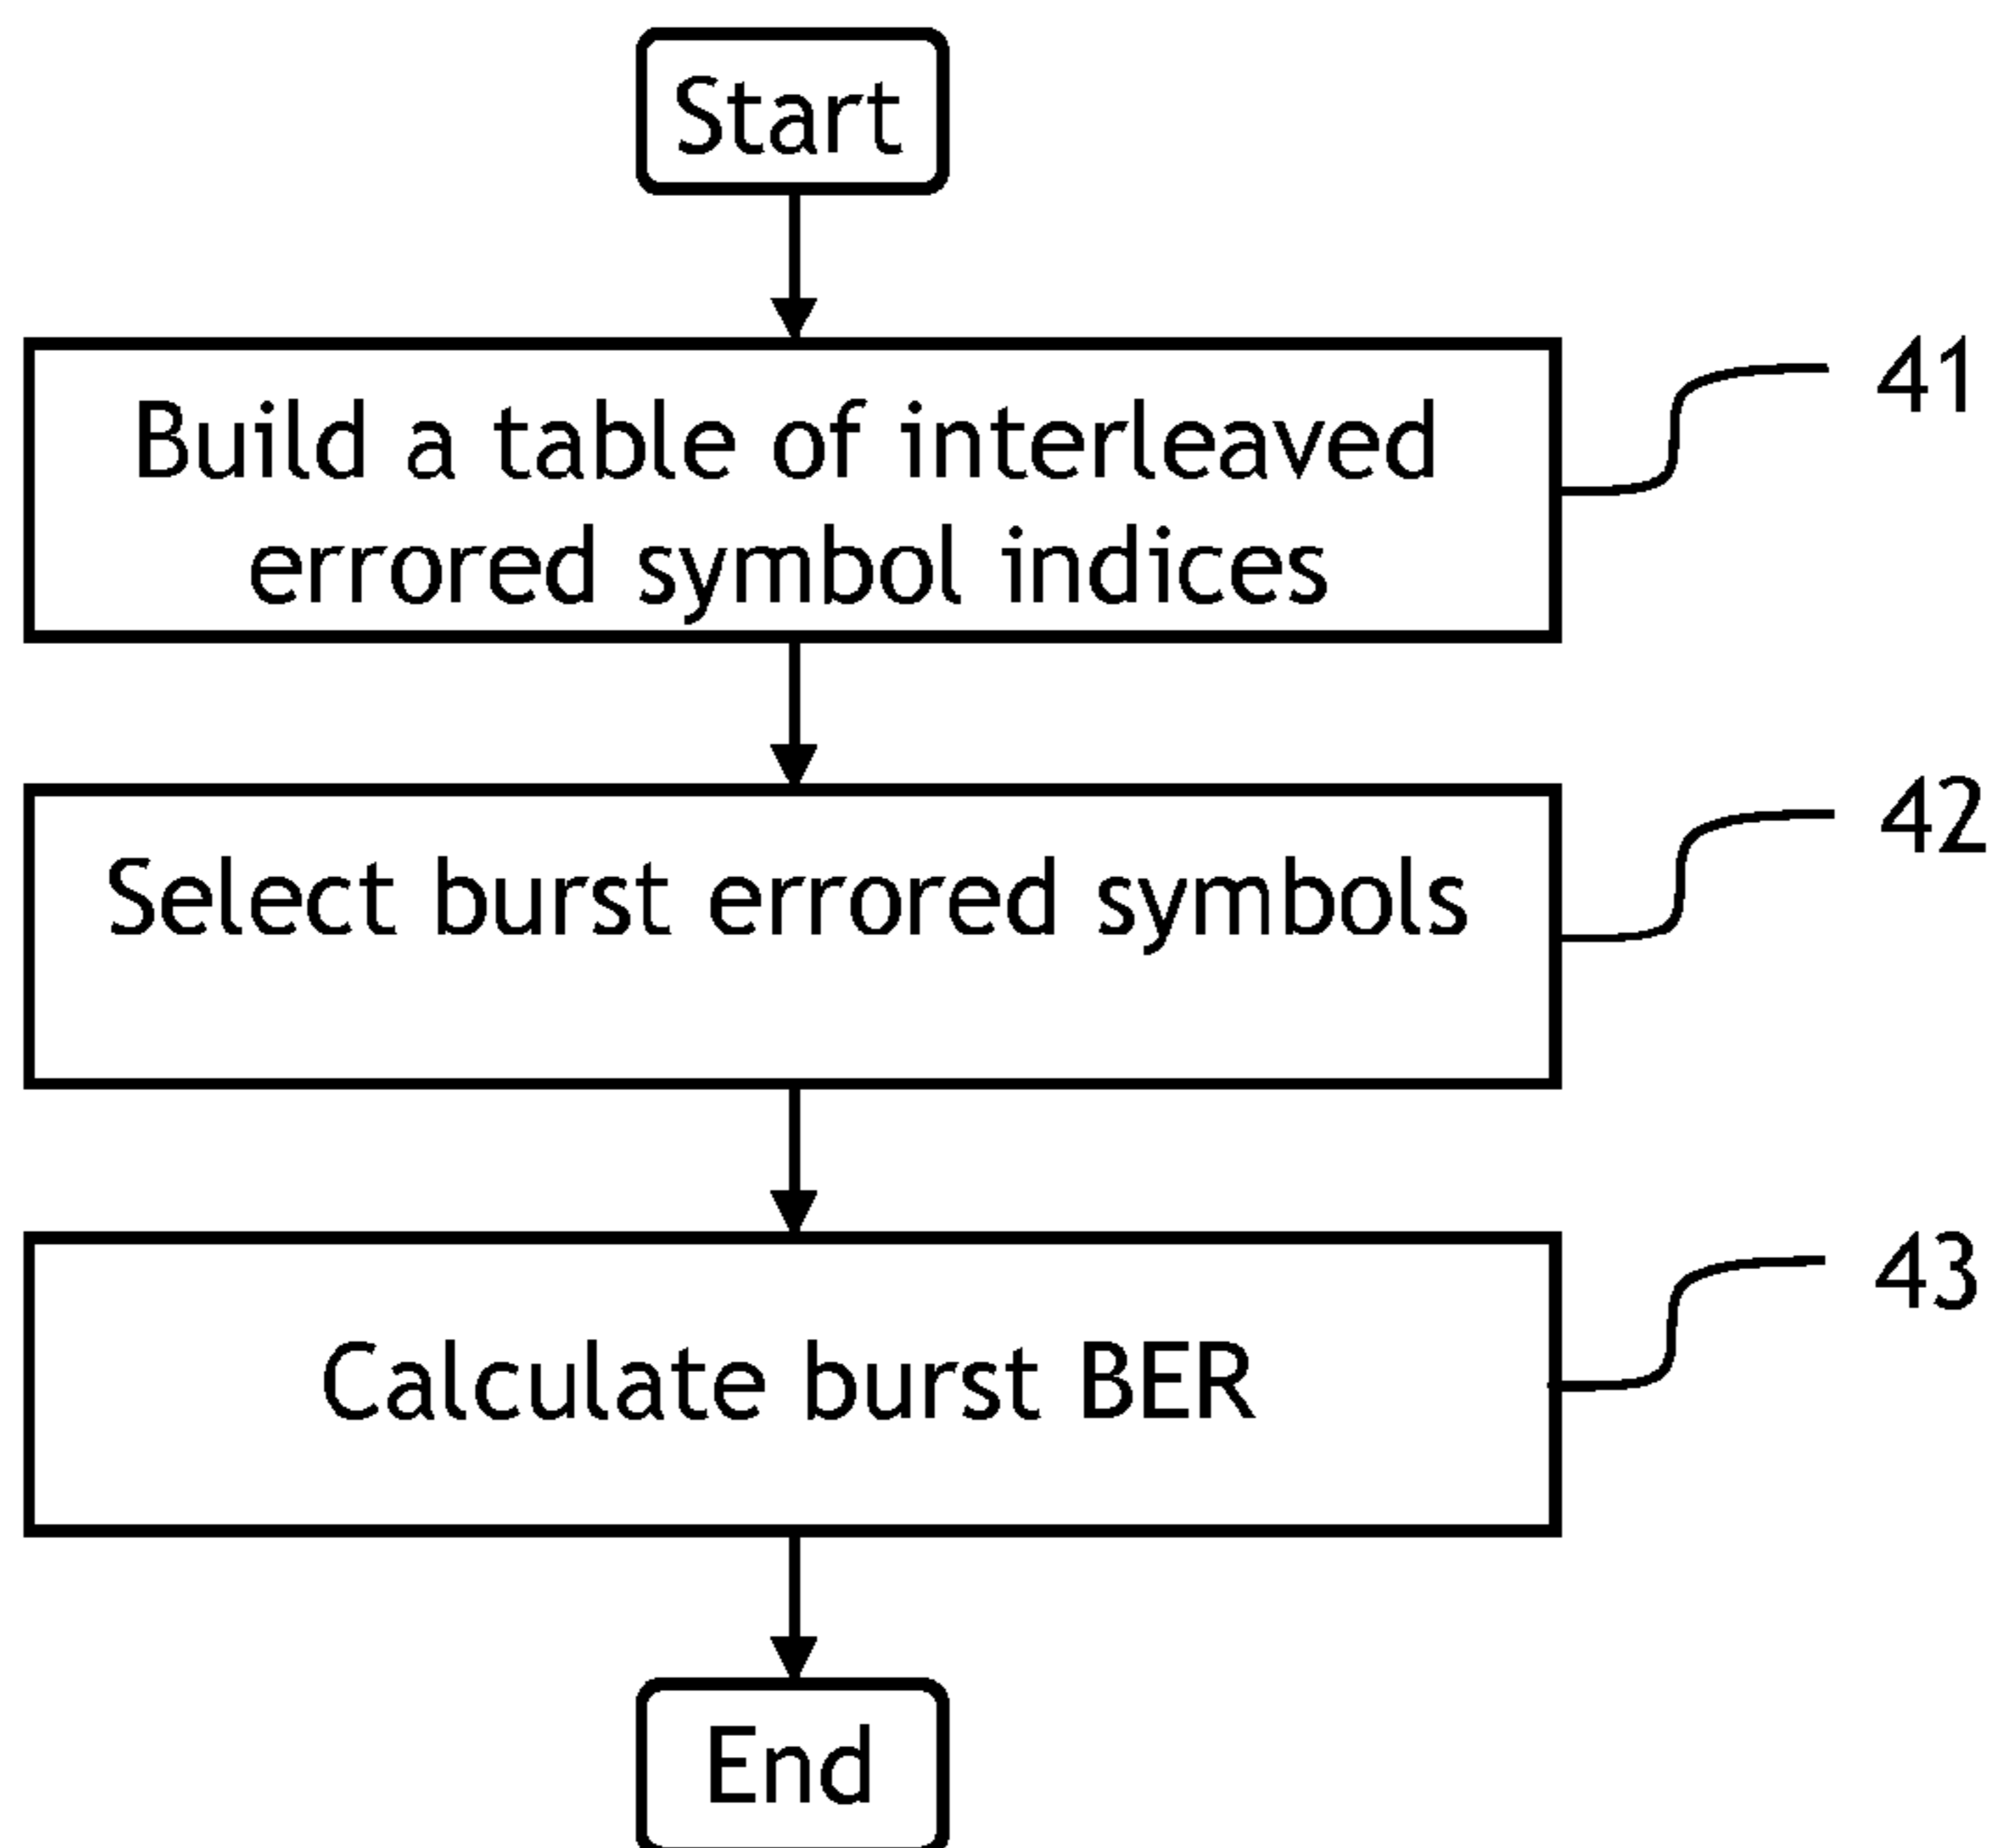 Start
Build a table of interleaved
errored symbol indices
41
Select burst errored symbols
42
Calculate burst BER
43
End